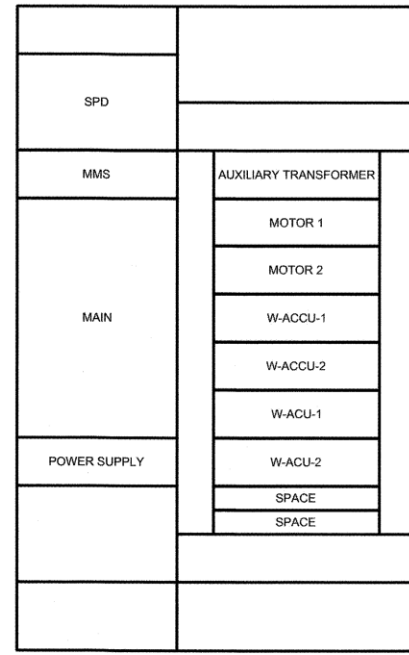 SPD
MMS
MAIN
POWER SUPPLY
AUXILIARY TRANSFORMER
MOTOR 1
MOTOR 2
W-ACCU-1
W-ACCU-2
W-ACU-1
W-ACU-2
SPACE
SPACE